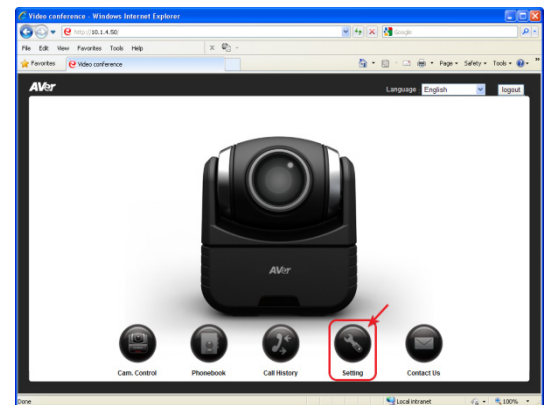 Video conference - Windows Internet Explorer
http://10.1.4.50/
Google
File Edit View Favorites Tools Help
Favorites
Video conference
Page Safety Tools
AVer
Language : English
logout
AVer
Cam. Control Phonebook Call History Setting Contact Us
Done
Local intranet
100%